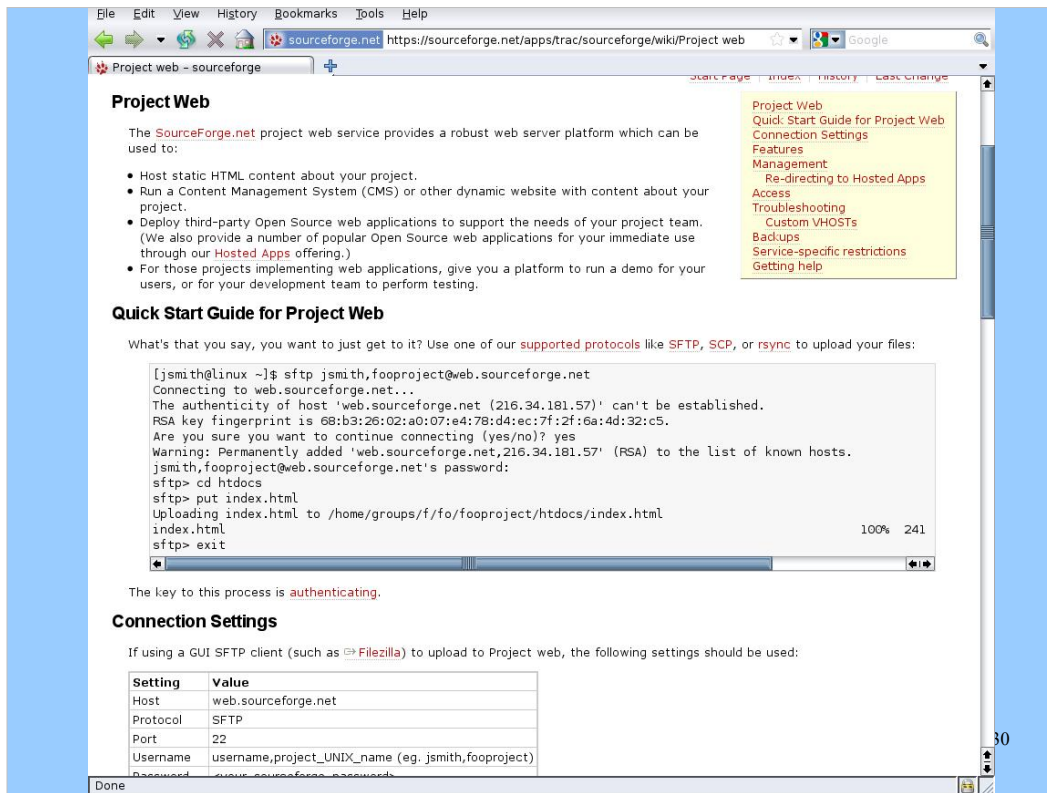 File Edit View History Bookmarks Tools Help
sourceforge.net https://sourceforge.net/apps/trac/sourceforge/wiki/Project web Google
Project web - sourceforge
Start Page Index History Last Change
Project Web
The SourceForge.net project web service provides a robust web server platform which can be
used to:
• Host static HTML content about your project.
• Run a Content Management System (CMS) or other dynamic website with content about your
project.
• Deploy third-party Open Source web applications to support the needs of your project team.
(We also provide a number of popular Open Source web applications for your immediate use
through our Hosted Apps offering.)
• For those projects implementing web applications, give you a platform to run a demo for your
users, or for your development team to perform testing.
Project Web
Quick Start Guide for Project Web
Connection Settings
Features
Management
Re-directing to Hosted Apps
Access
Troubleshooting
Custom VHOSTs
Backups
Service-specific restrictions
Getting help
Quick Start Guide for Project Web
What's that you say, you want to just get to it? Use one of our supported protocols like SFTP, SCP, or rsync to upload your files:
[jsmith@linux ~]$ sftp jsmith,fooproject@web.sourceforge.net
Connecting to web.sourceforge.net...
The authenticity of host 'web.sourceforge.net (216.34.181.57)' can't be established.
RSA key fingerprint is 68:b3:26:02:a0:07:e4:78:d4:ec:7f:2f:6a:4d:32:c5.
Are you sure you want to continue connecting (yes/no)? yes
Warning: Permanently added 'web.sourceforge.net,216.34.181.57' (RSA) to the list of known hosts.
jsmith,fooproject@web.sourceforge.net's password:
sftp> cd htdocs
sftp> put index.html
Uploading index.html to /home/groups/f/fo/fooproject/htdocs/index.html
index.html 100% 241
sftp> exit
The key to this process is authenticating.
Connection Settings
If using a GUI SFTP client (such as Filezilla) to upload to Project web, the following settings should be used:
Setting Value
Host web.sourceforge.net
Protocol SFTP
Port 22
Username username,project_UNIX_name (eg. jsmith,fooproject)
Password <your sourceforge password>
30
Done